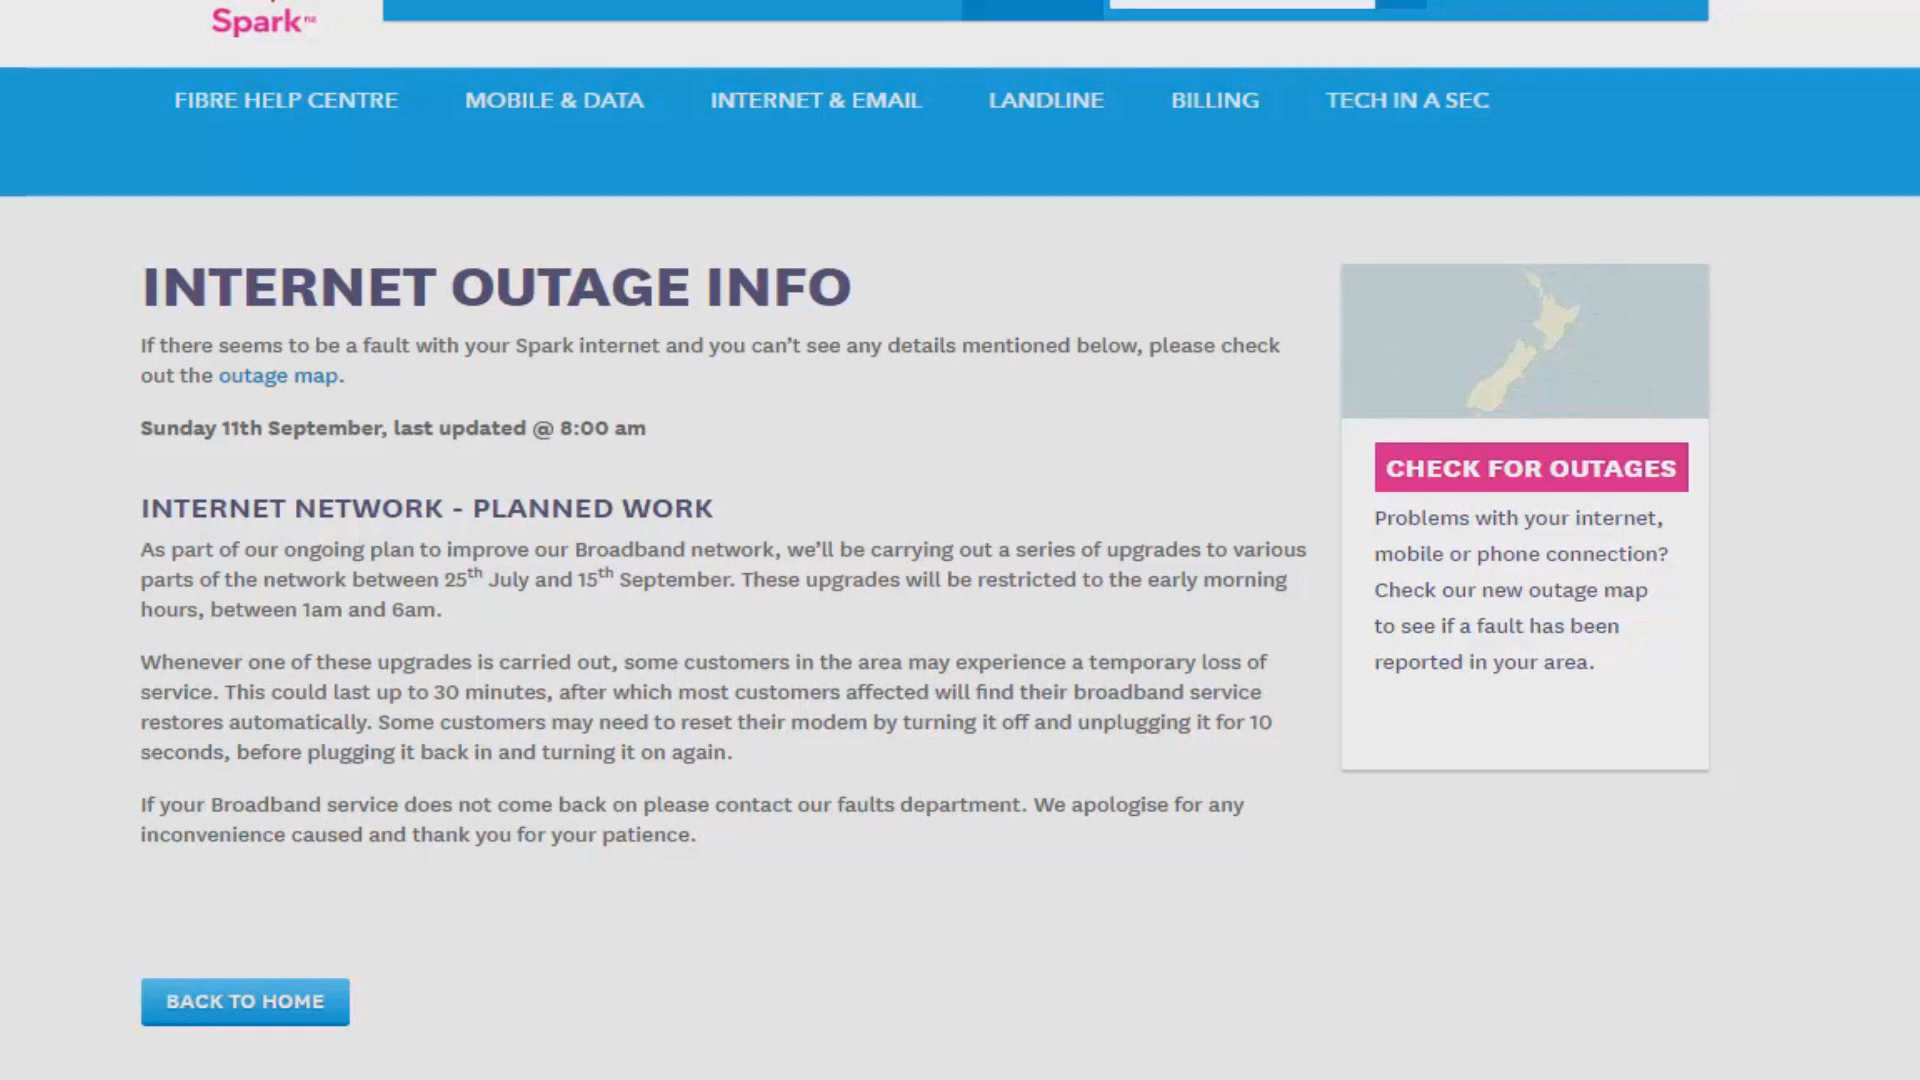 Spark nz
FIBRE HELP CENTRE MOBILE & DATA INTERNET & EMAIL LANDLINE BILLING TECH IN A SEC
INTERNET OUTAGE INFO
If there seems to be a fault with your Spark internet and you can’t see any details mentioned below, please check
out the outage map.
Sunday 11th September, last updated @ 8:00 am
INTERNET NETWORK - PLANNED WORK
As part of our ongoing plan to improve our Broadband network, we’ll be carrying out a series of upgrades to various
parts of the network between 25th July and 15th September. These upgrades will be restricted to the early morning
hours, between 1am and 6am.
Whenever one of these upgrades is carried out, some customers in the area may experience a temporary loss of
service. This could last up to 30 minutes, after which most customers affected will find their broadband service
restores automatically. Some customers may need to reset their modem by turning it off and unplugging it for 10
seconds, before plugging it back in and turning it on again.
If your Broadband service does not come back on please contact our faults department. We apologise for any
inconvenience caused and thank you for your patience.
BACK TO HOME
CHECK FOR OUTAGES
Problems with your internet,
mobile or phone connection?
Check our new outage map
to see if a fault has been
reported in your area.